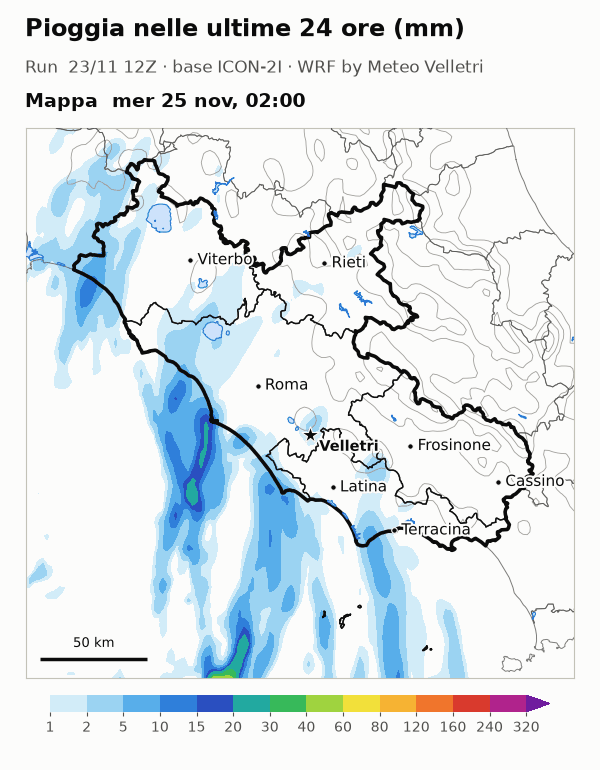 Pioggia nelle ultime 24 ore (mm)
Run  23/11 12Z · base ICON-2I · WRF by Meteo Velletri
Mappa  mer 25 nov, 02:00
Viterbo
Rieti
Roma
Velletri
Frosinone
Cassino
Latina
Terracina
50 km
1 2 5 10 15 20 30 40 60 80 120 160 240 320